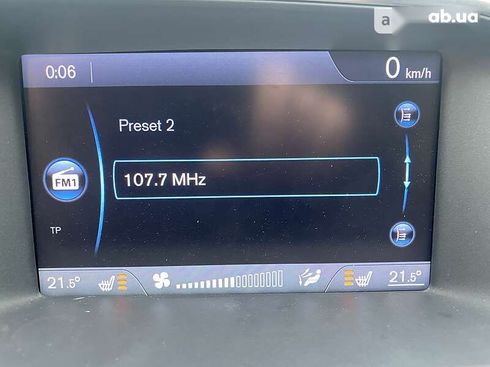 a ab.ua
0:06
0 km/h
Preset 2
107.7 MHz
FM1
TP
21.5° 21.5°